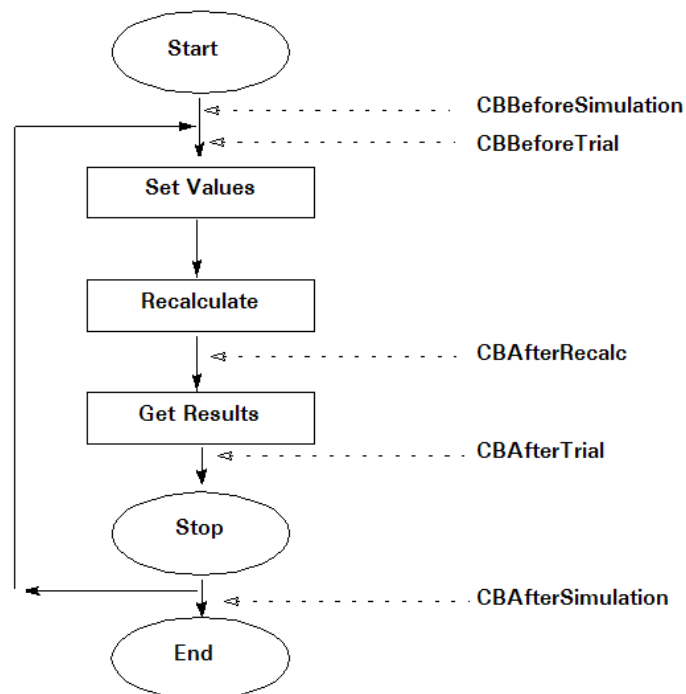 Start
CBBeforeSimulation
CBBeforeTrial
Set Values
Recalculate
CBAfterRecalc
Get Results
CBAfterTrial
Stop
CBAfterSimulation
End